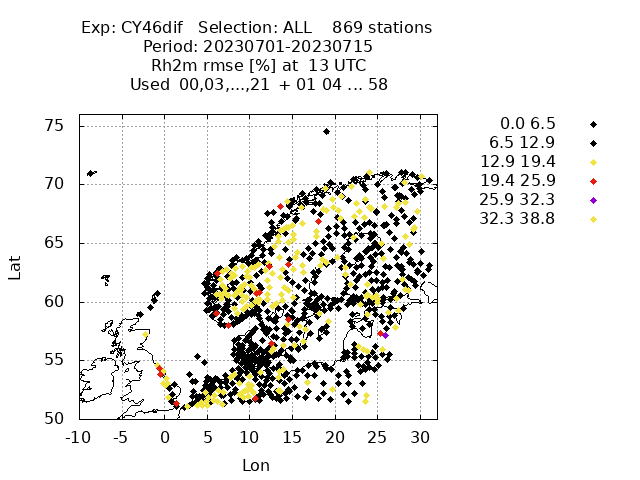 Exp: CY46dif   Selection: ALL    869 stations
Period: 20230701-20230715
Rh2m rmse [%] at  13 UTC
Used  00,03,...,21  + 01 04 ... 58
0.0 6.5
6.5 12.9
12.9 19.4
19.4 25.9
25.9 32.3
32.3 38.8
75
70
65
60
55
50
Lat
-10 -5 0 5 10 15 20 25 30
Lon